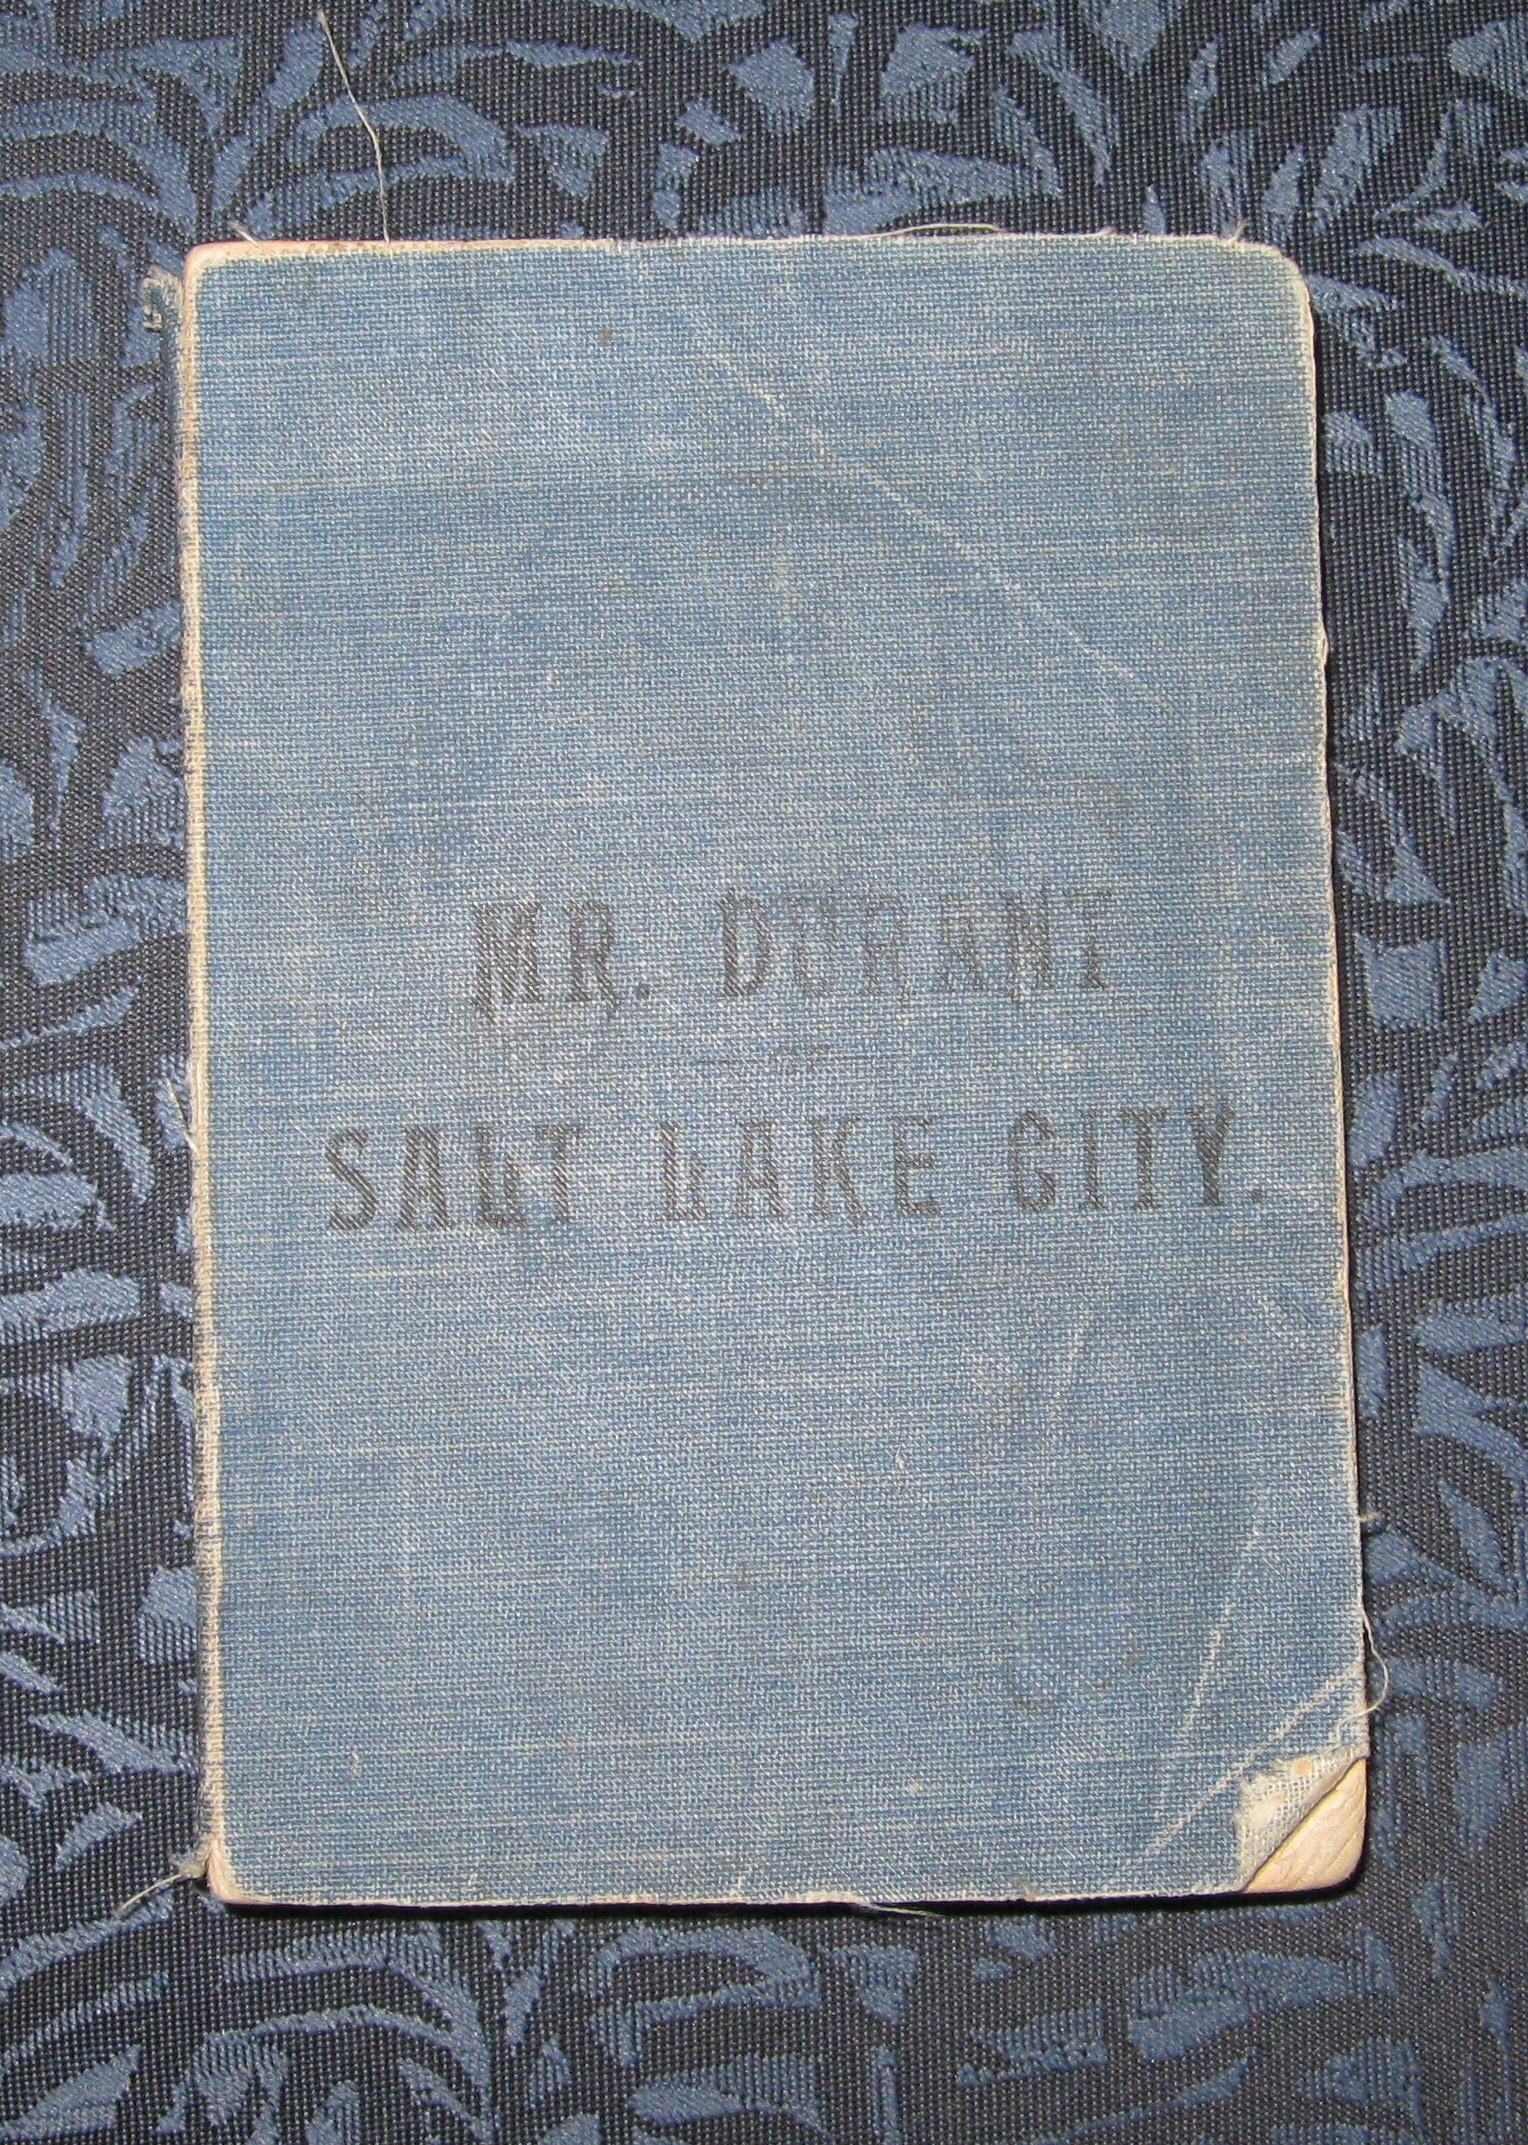 MR. DURANT
OF
SALT LAKE CITY.